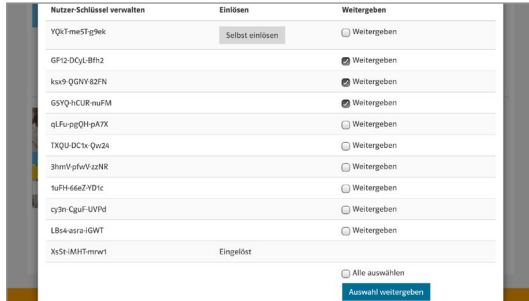 Nutzer-Schlüssel verwalten Einlösen Weitergeben
YQkT-me5T-g9ek Selbst einlösen Weitergeben
GF12-DCyL-Bfh2 Weitergeben
ksx9-QGNY-82FN Weitergeben
G5YQ-hCUR-nuFM Weitergeben
qLFu-pgQH-pA7X Weitergeben
TXQU-DC1x-Qw24 Weitergeben
3hmV-pfwV-zzNR Weitergeben
1uFH-66eZ-YD1c Weitergeben
cy3n-CguF-UVPd Weitergeben
LBs4-asra-iGWT Weitergeben
XsSt-iMHT-mrw1 Eingelöst
Alle auswählen
Auswahl weitergeben